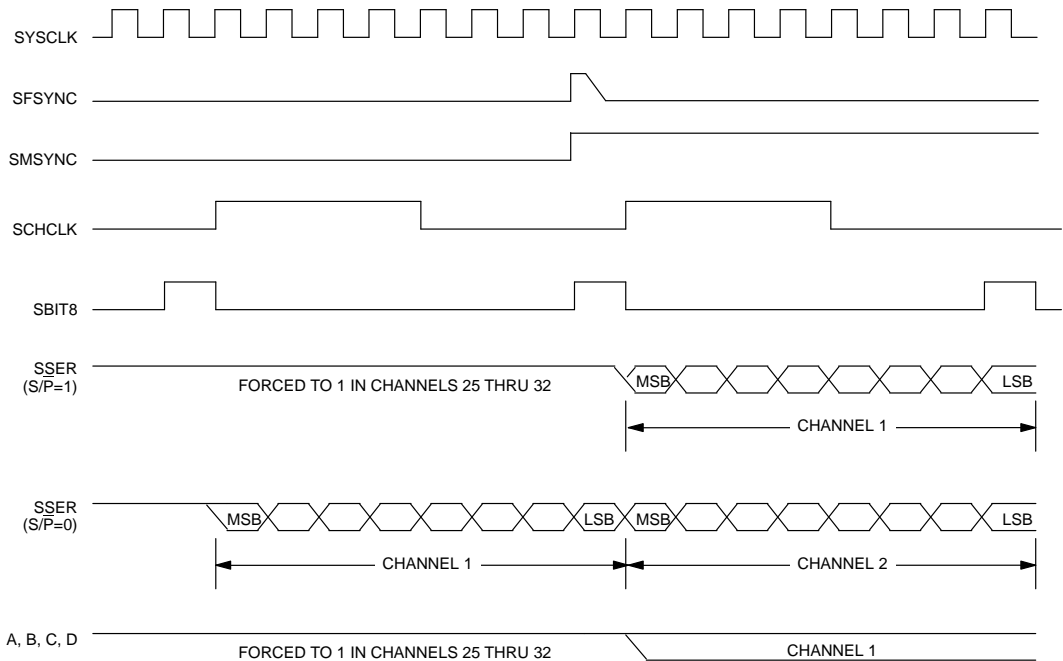 SYSCLK
SFSYNC
SMSYNC
SCHCLK
SBIT8
SSER
(S/P̅=1)
FORCED TO 1 IN CHANNELS 25 THRU 32
MSB
LSB
CHANNEL 1
SSER
(S/P̅=0)
MSB
LSB
MSB
LSB
CHANNEL 1
CHANNEL 2
A, B, C, D
FORCED TO 1 IN CHANNELS 25 THRU 32
CHANNEL 1